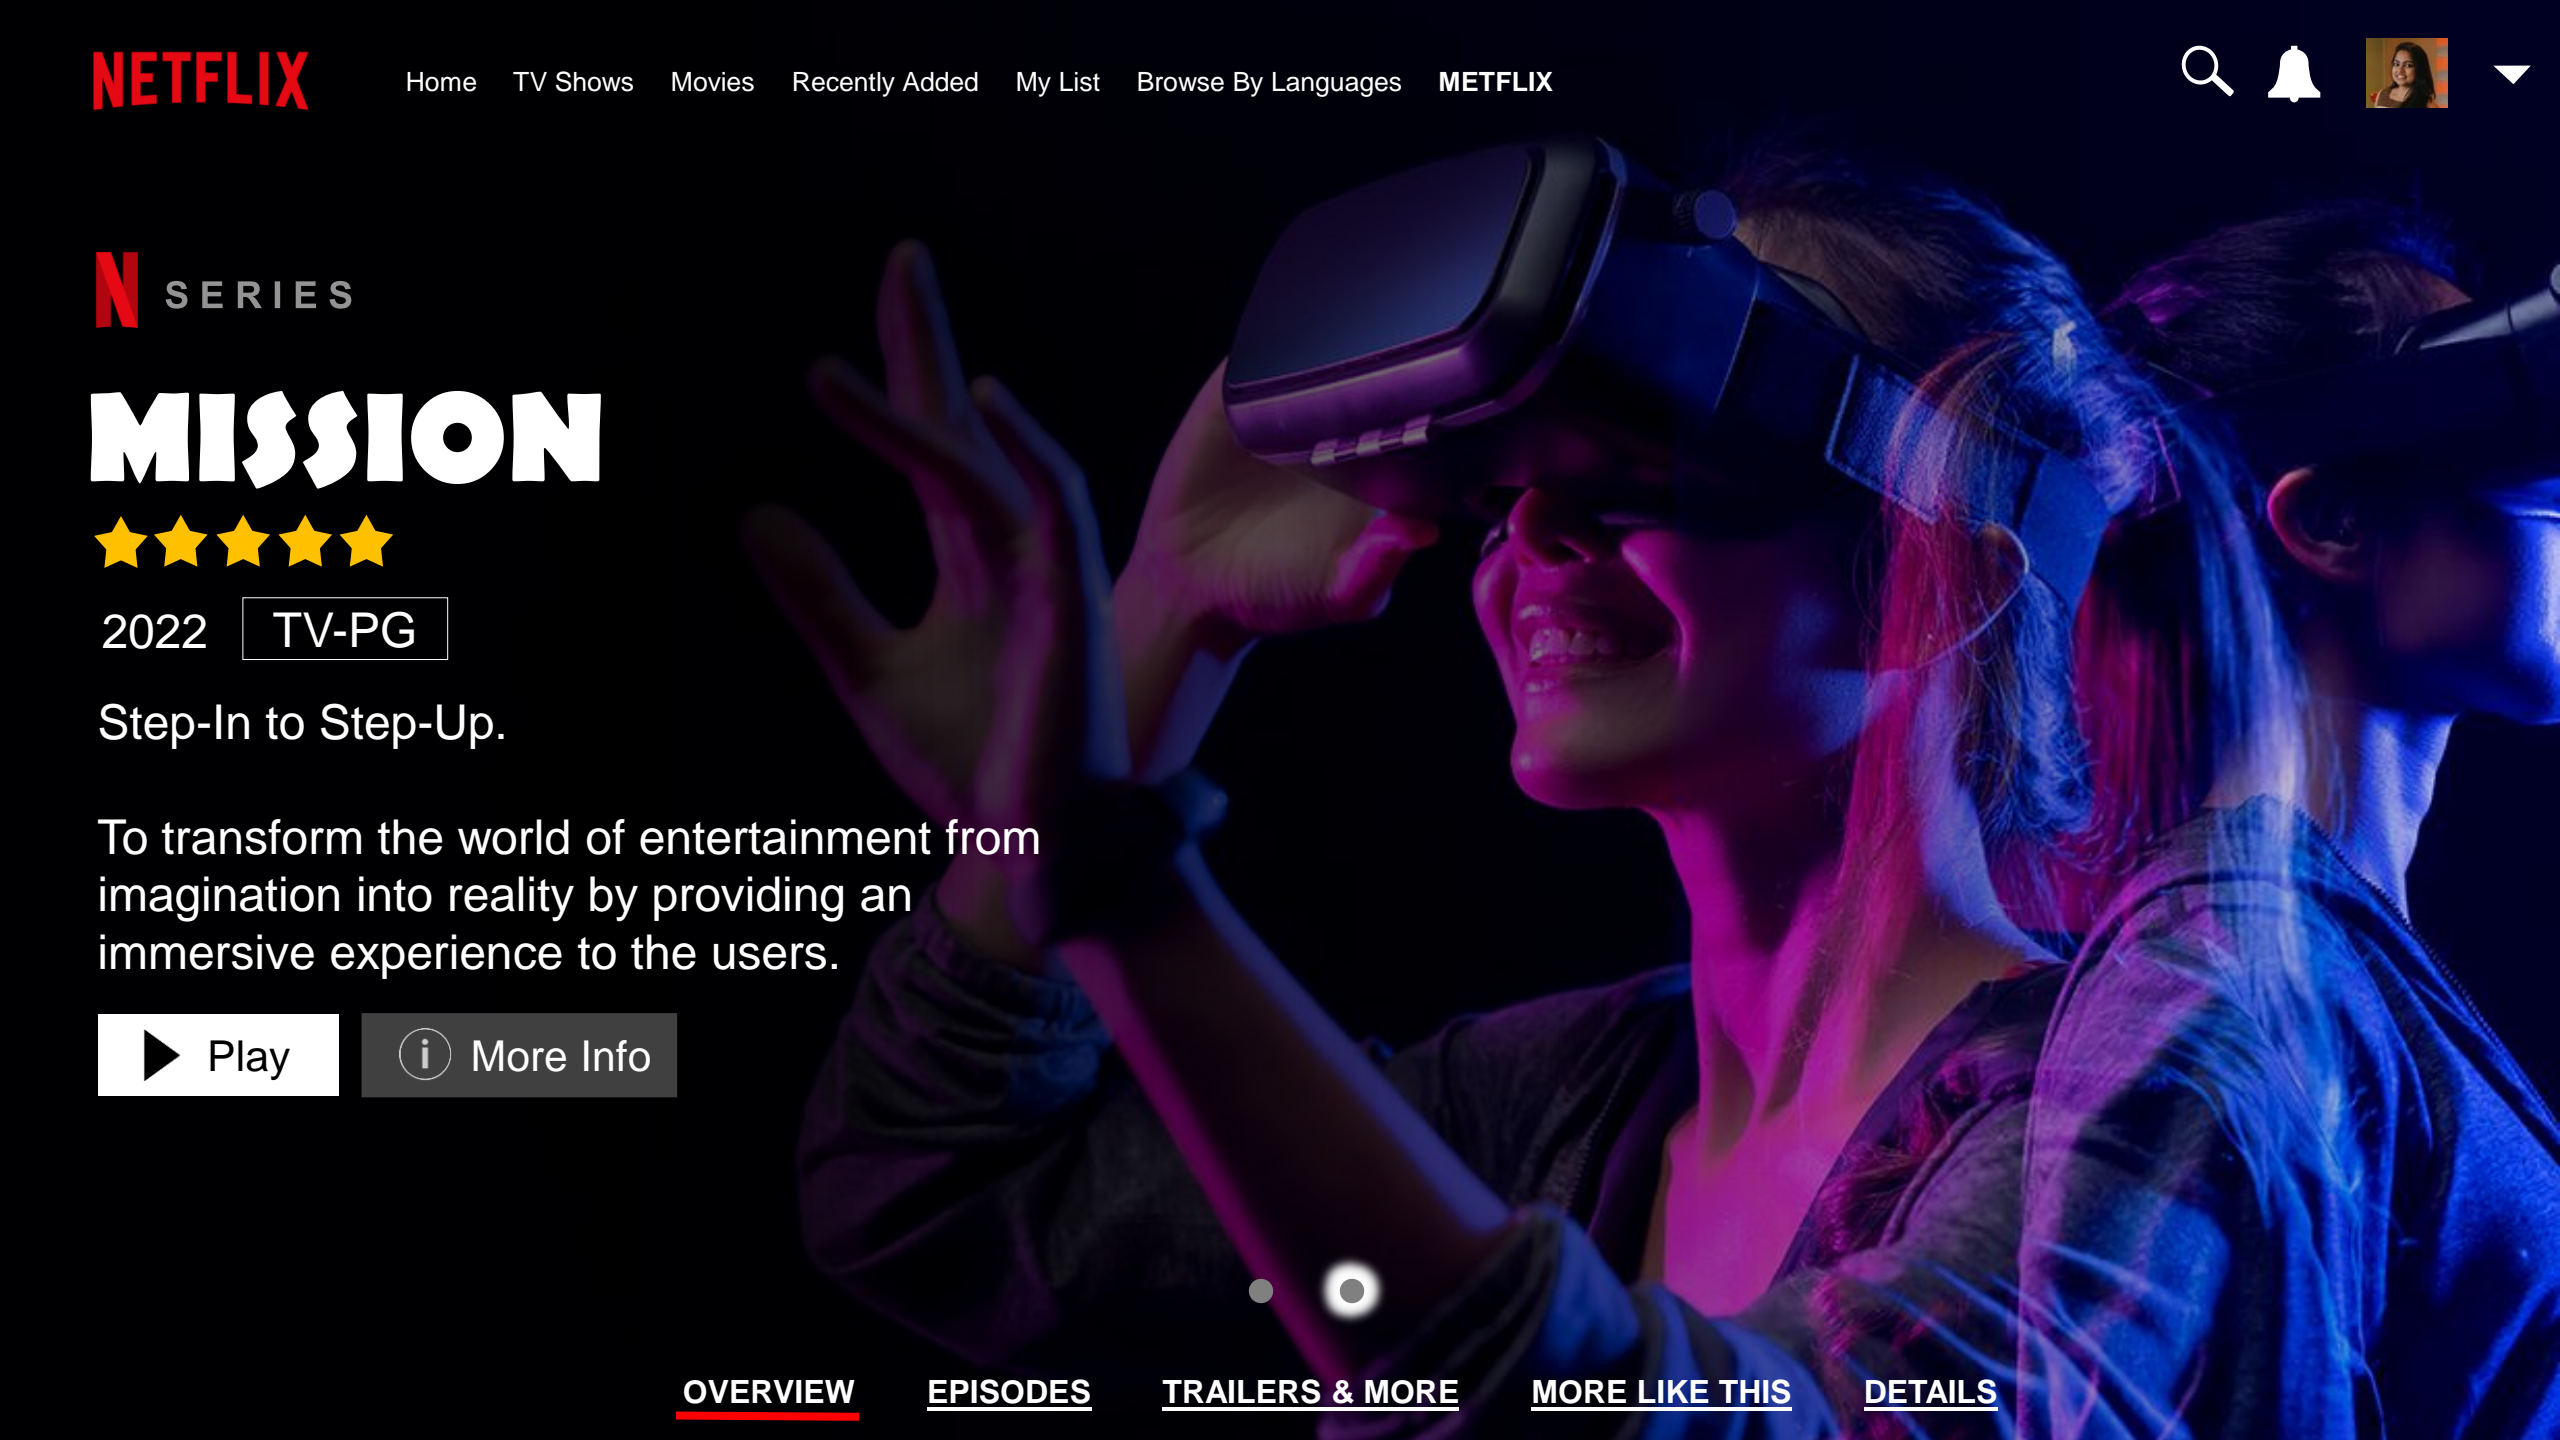 NETFLIX
Home TV Shows Movies Recently Added My List Browse By Languages METFLIX
N SERIES
MISSION
2022 TV-PG
Step-In to Step-Up.
To transform the world of entertainment from
imagination into reality by providing an
immersive experience to the users.
Play More Info
OVERVIEW EPISODES TRAILERS & MORE MORE LIKE THIS DETAILS